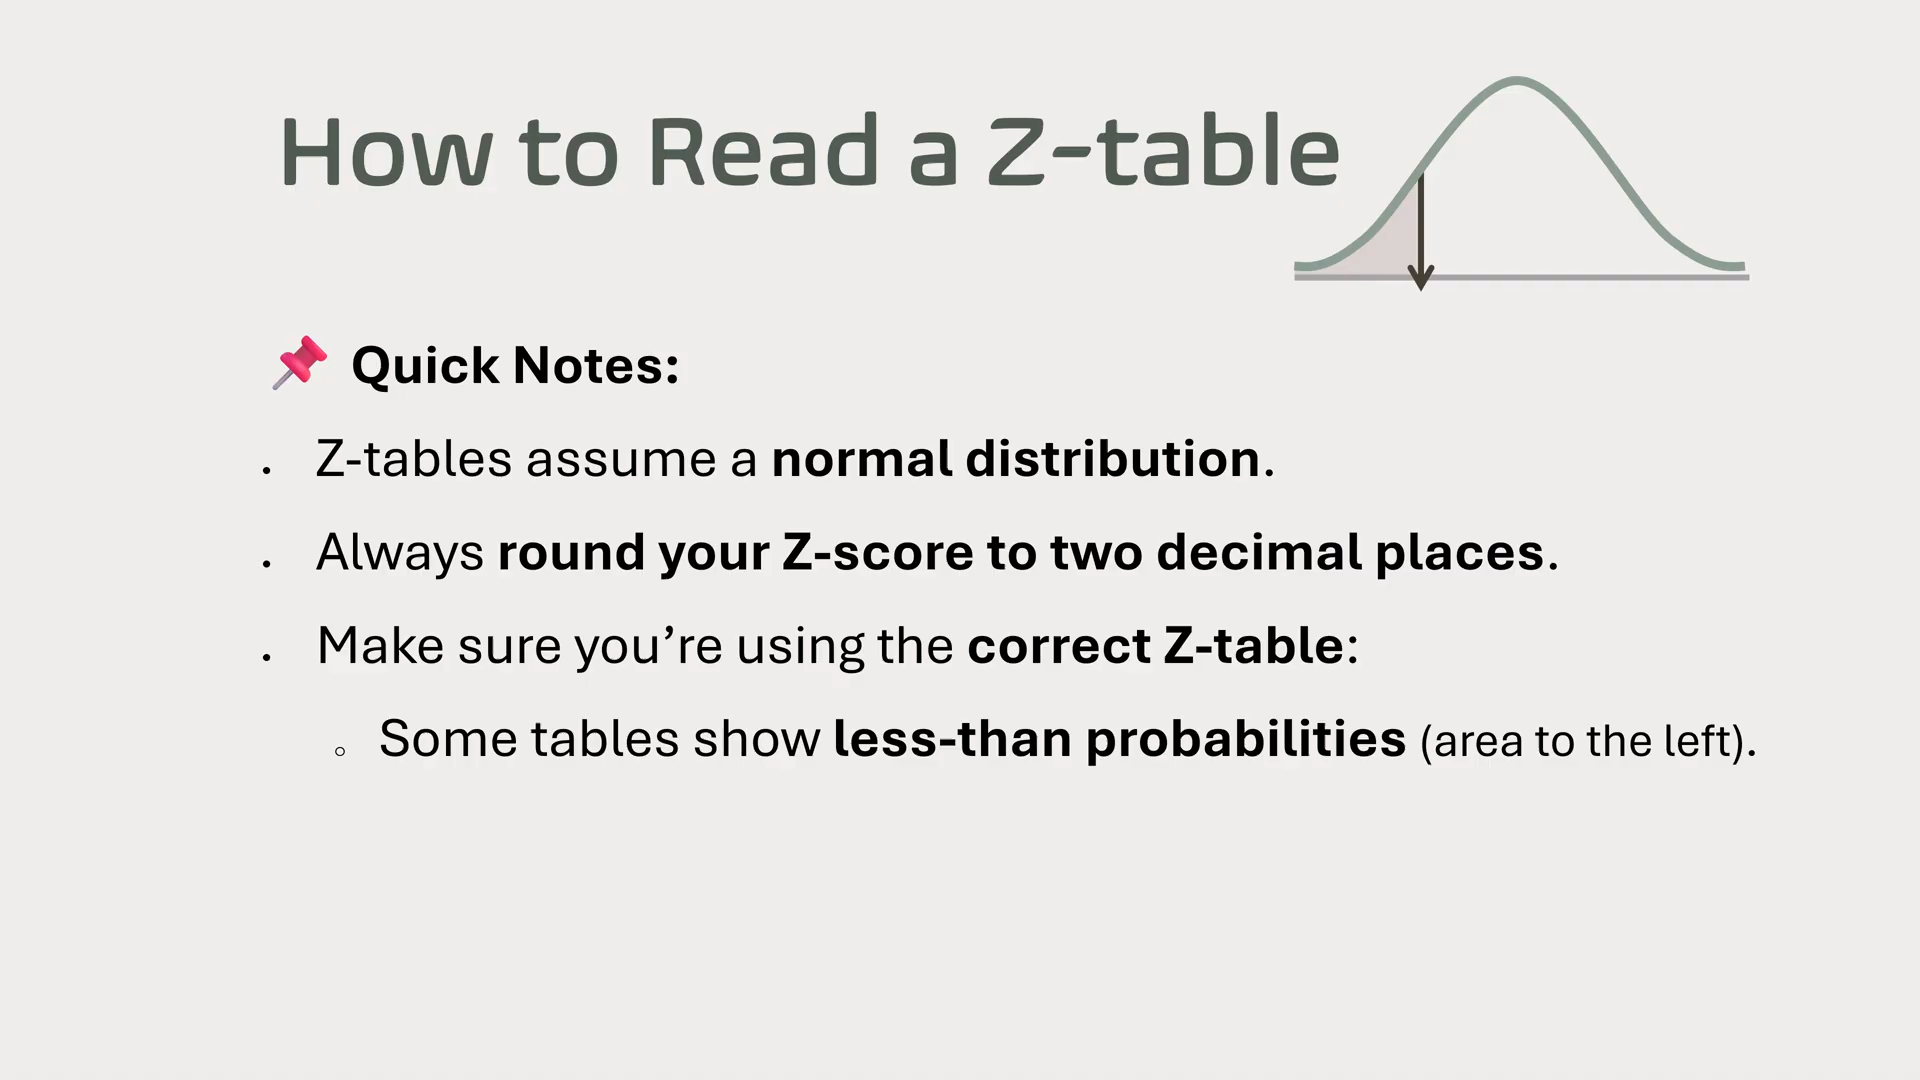 How to Read a Z-table
📌 Quick Notes:
• Z-tables assume a normal distribution.
• Always round your Z-score to two decimal places.
• Make sure you’re using the correct Z-table:
○ Some tables show less-than probabilities (area to the left).